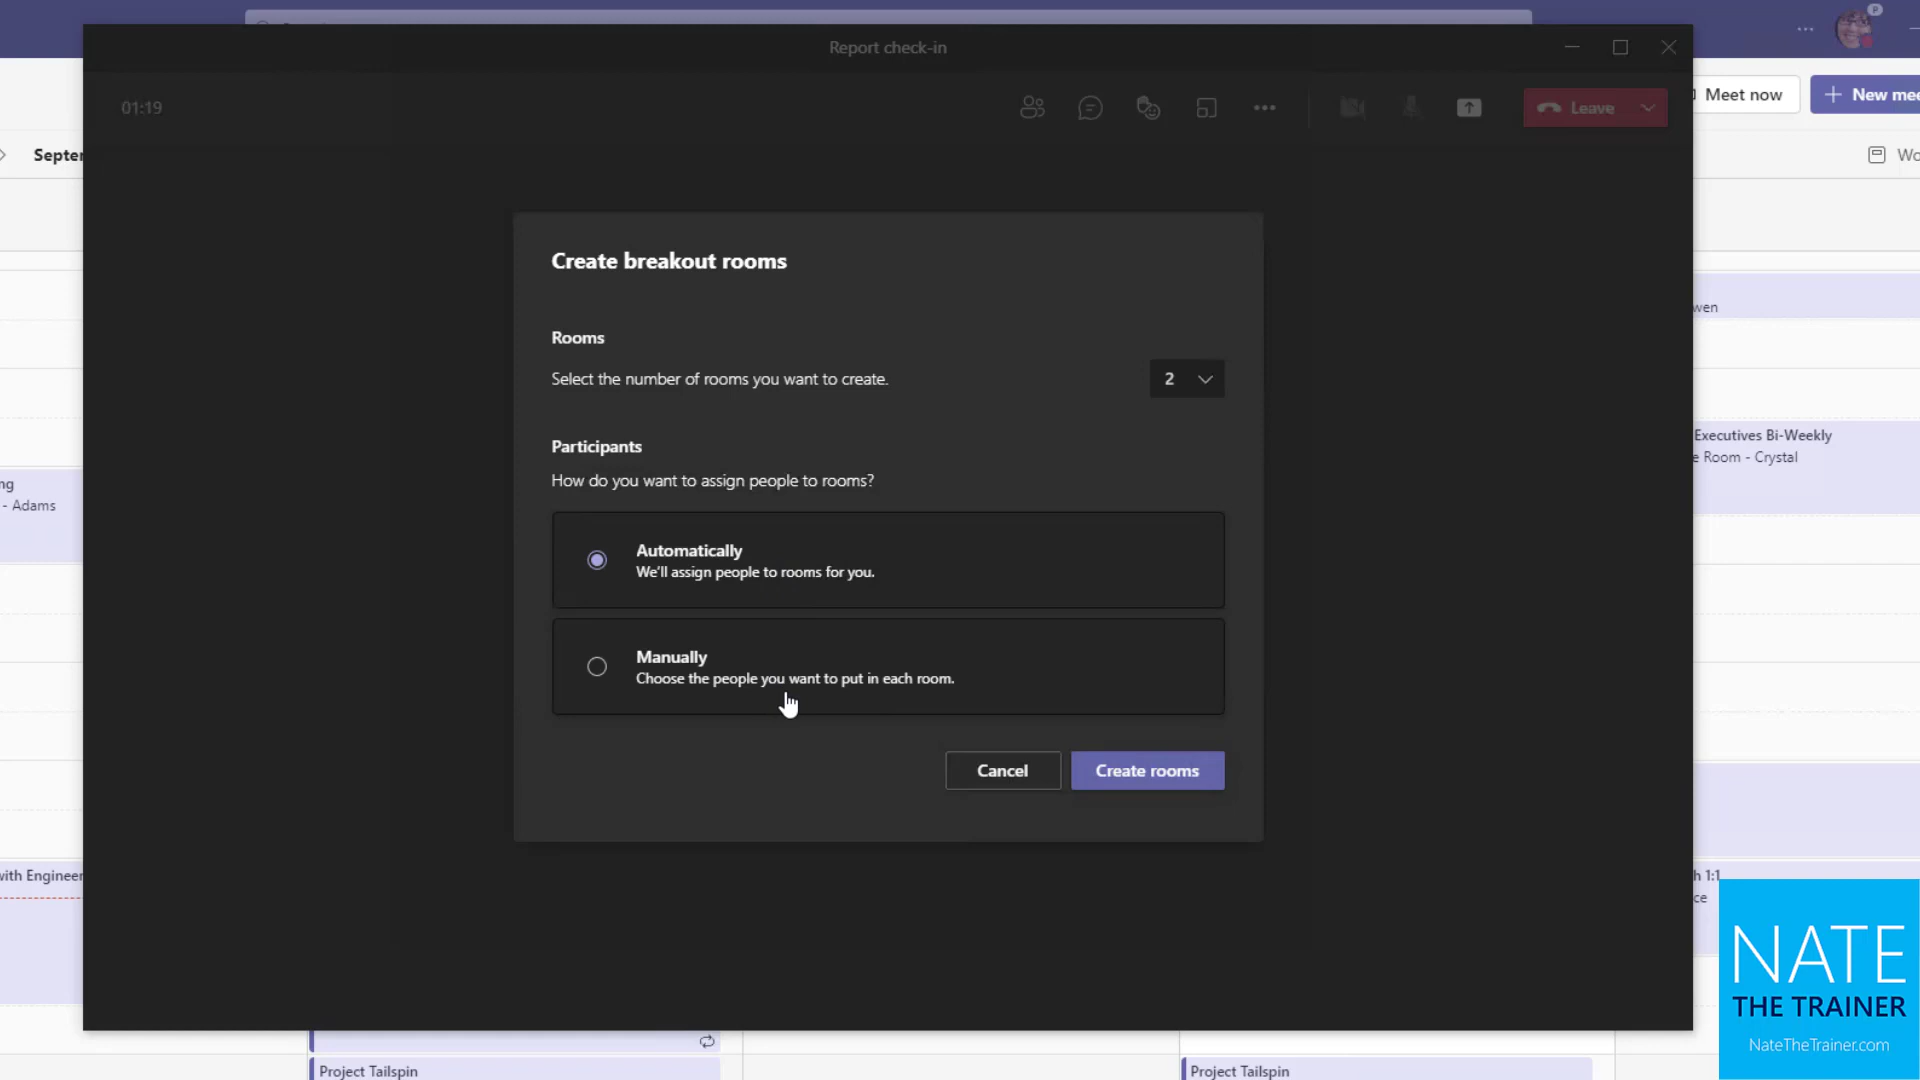 Report check-in
01:19
Leave
Meet now
New mee
Septer
Wo
Create breakout rooms
Rooms
Select the number of rooms you want to create.
2
Participants
How do you want to assign people to rooms?
Automatically
We'll assign people to rooms for you.
Manually
Choose the people you want to put in each room.
Cancel
Create rooms
wen
Executives Bi-Weekly
e Room - Crystal
ng
- Adams
with Engineer
h 1:1
ce
Project Tailspin
Project Tailspin
NATE
THE TRAINER
NateTheTrainer.com